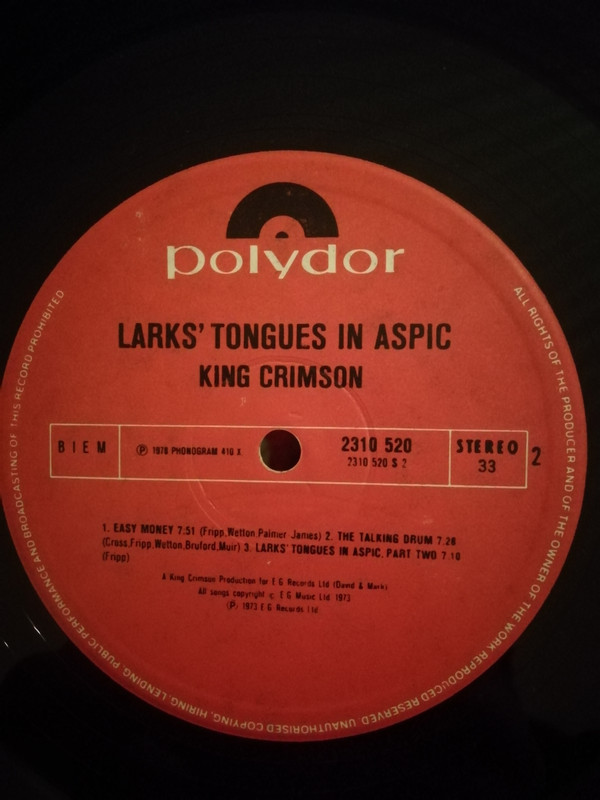 polydor
LARKS' TONGUES IN ASPIC
KING CRIMSON
BIEM
℗ 1978 PHONOGRAM 410 X
2310 520
2310 520 S 2
STEREO
33
2
1. EASY MONEY 7.51 (Fripp,Wetton,Palmer-James) 2. THE TALKING DRUM 7.26
(Cross,Fripp,Wetton,Bruford,Muir) 3. LARKS' TONGUES IN ASPIC, PART TWO 7.10
(Fripp)
A King Crimson Production for E G Records Ltd (David & Mark)
All songs copyright © E G Music Ltd 1973
(℗) 1973 E G Records Ltd
ALL RIGHTS OF THE PRODUCER AND OF THE OWNER OF THE WORK REPRODUCED RESERVED. UNAUTHORISED COPYING, HIRING, LENDING, PUBLIC PERFORMANCE AND BROADCASTING OF THIS RECORD PROHIBITED